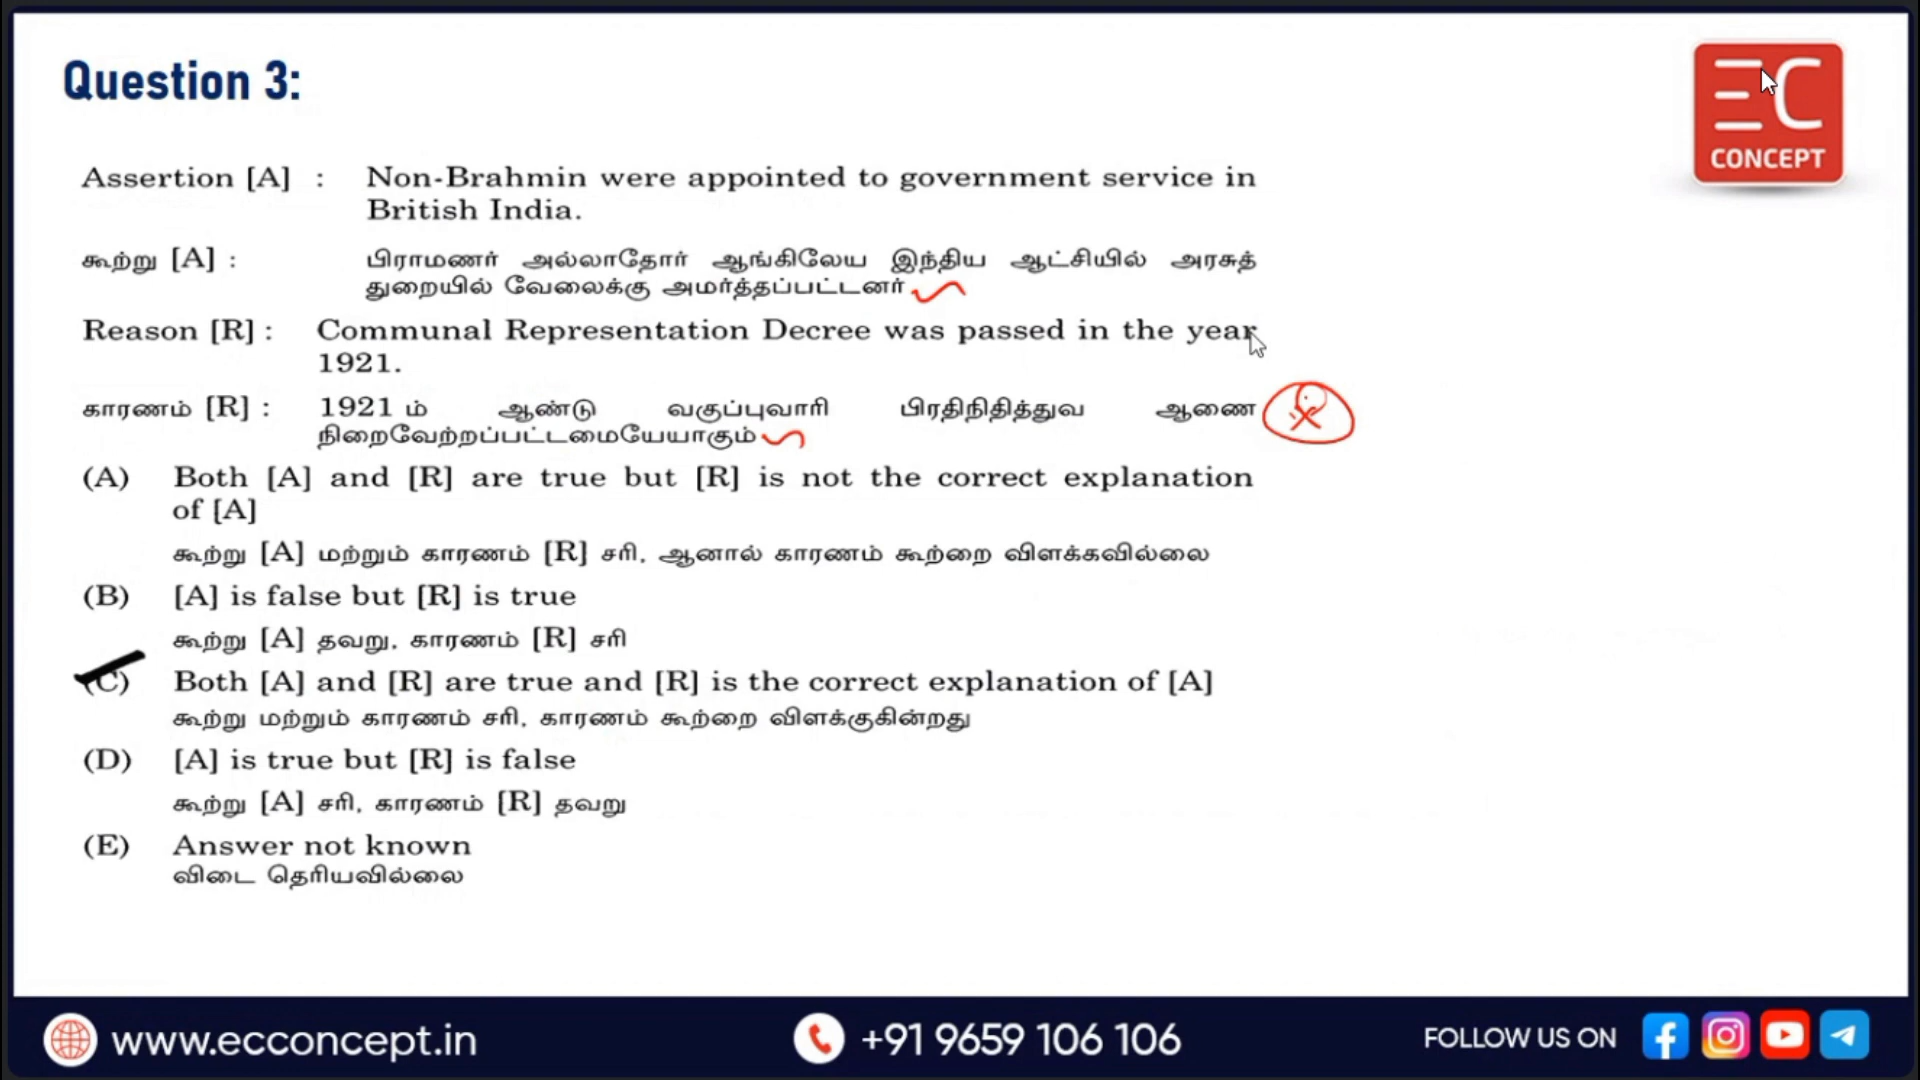 Question 3:
EC
CONCEPT
Assertion [A] : Non-Brahmin were appointed to government service in
British India.
கூற்று [A] : பிராமணர் அல்லாதோர் ஆங்கிலேய இந்திய ஆட்சியில் அரசுத்
துறையில் வேலைக்கு அமர்த்தப்பட்டனர்
Reason [R] : Communal Representation Decree was passed in the year
1921.
காரணம் [R] : 1921 ம் ஆண்டு வகுப்புவாரி பிரதிநிதித்துவ ஆணை
நிறைவேற்றப்பட்டமையேயாகும்
(A) Both [A] and [R] are true but [R] is not the correct explanation
of [A]
கூற்று [A] மற்றும் காரணம் [R] சரி, ஆனால் காரணம் கூற்றை விளக்கவில்லை
(B) [A] is false but [R] is true
கூற்று [A] தவறு, காரணம் [R] சரி
(C) Both [A] and [R] are true and [R] is the correct explanation of [A]
கூற்று மற்றும் காரணம் சரி, காரணம் கூற்றை விளக்குகின்றது
(D) [A] is true but [R] is false
கூற்று [A] சரி, காரணம் [R] தவறு
(E) Answer not known
விடை தெரியவில்லை
www.ecconcept.in +91 9659 106 106 FOLLOW US ON